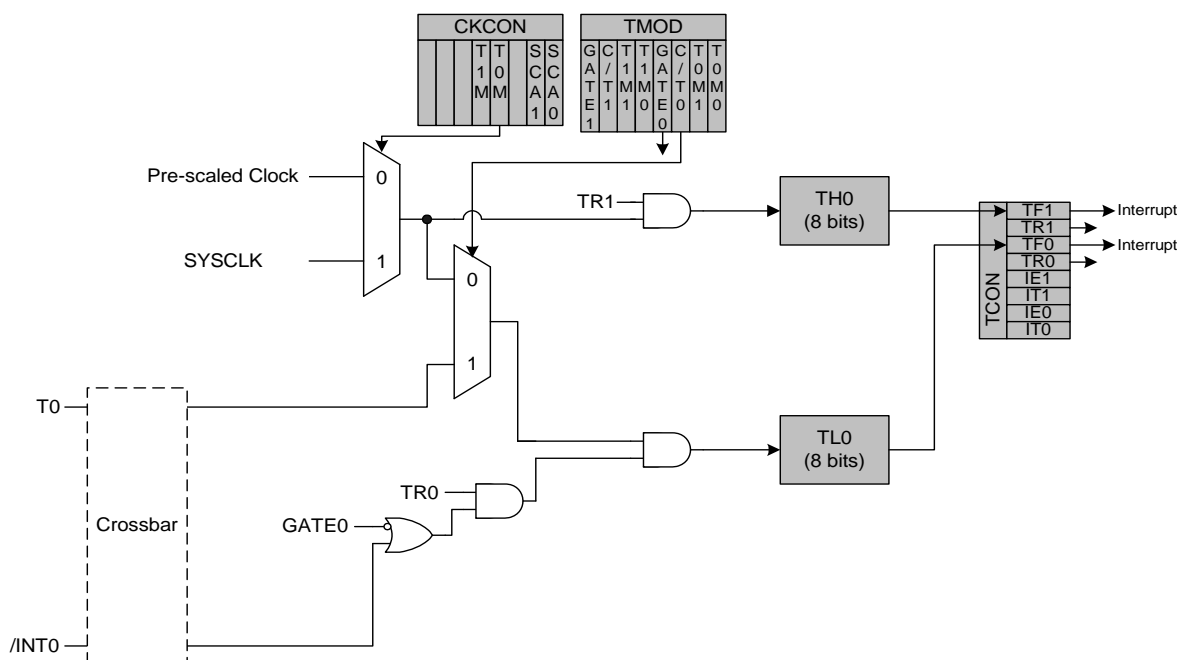 CKCON
T1M
T0M
SCA1
SCA0
TMOD
GATE1
C/T1
T1M1
T1M0
GATE0
C/T0
T0M1
T0M0
Pre-scaled Clock
0
SYSCLK
1
TR1
TH0
(8 bits)
TCON
TF1
TR1
TF0
TR0
IE1
IT1
IE0
IT0
Interrupt
Interrupt
0
1
T0
Crossbar
/INT0
TR0
GATE0
TL0
(8 bits)